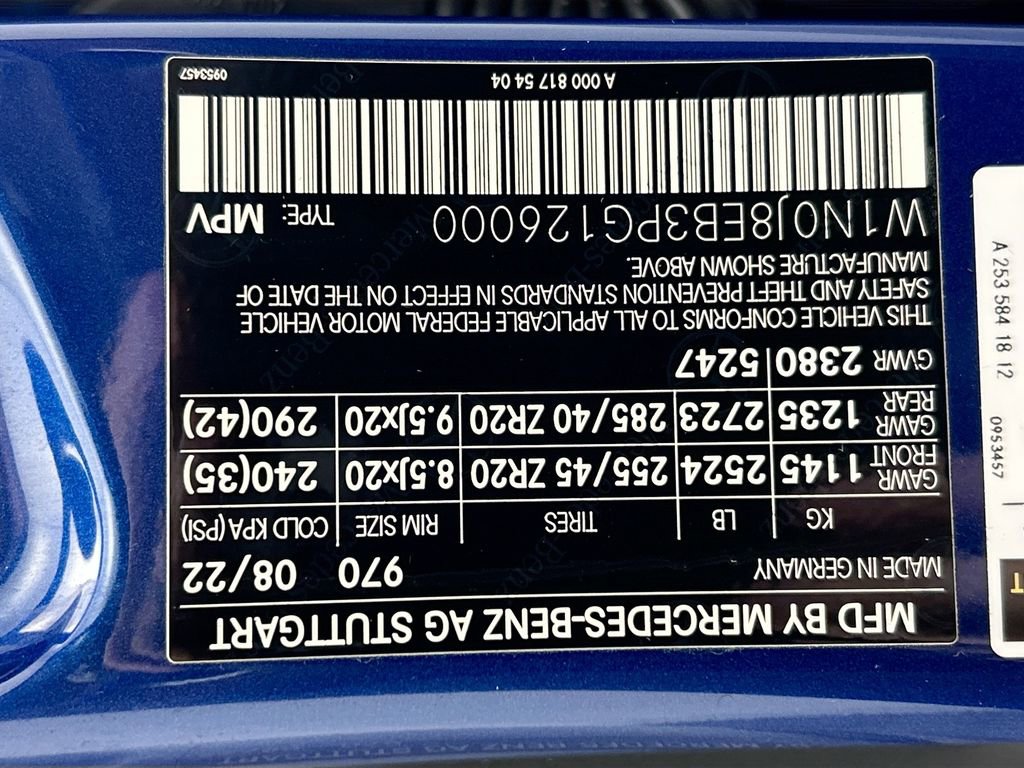 MFD BY MERCEDES-BENZ AG STUTTGART
MADE IN GERMANY 970 08/22
KG LB TIRES RIM SIZE COLD KPA (PSI)
GAWR FRONT 1145 2524 255/45 ZR20 8.5Jx20 240(35)
GAWR REAR 1235 2723 285/40 ZR20 9.5Jx20 290(42)
GVWR 2380 5247
THIS VEHICLE CONFORMS TO ALL APPLICABLE FEDERAL MOTOR VEHICLE
SAFETY AND THEFT PREVENTION STANDARDS IN EFFECT ON THE DATE OF
MANUFACTURE SHOWN ABOVE.
W1N0J8EB3PG126000 TYPE: MPV
A 000 817 54 04 0953457
A 253 584 18 12 0953457